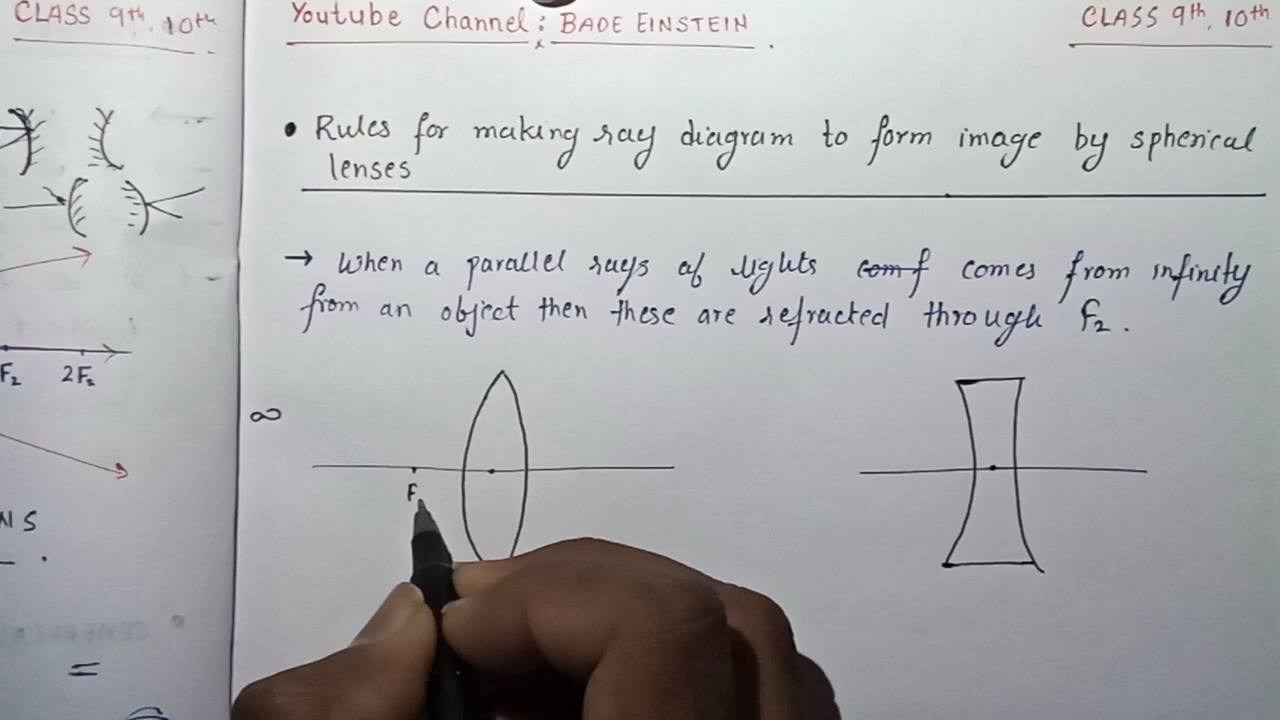 CLASS 9th, 10th
Youtube Channel: BADE EINSTEIN
CLASS 9th, 10th
• Rules for making ray diagram to form image by spherical
lenses
→ When a parallel rays of lights comes from infinity
from an object then these are refracted through F₂.
∞
F
F₂ 2F₂
NS
=